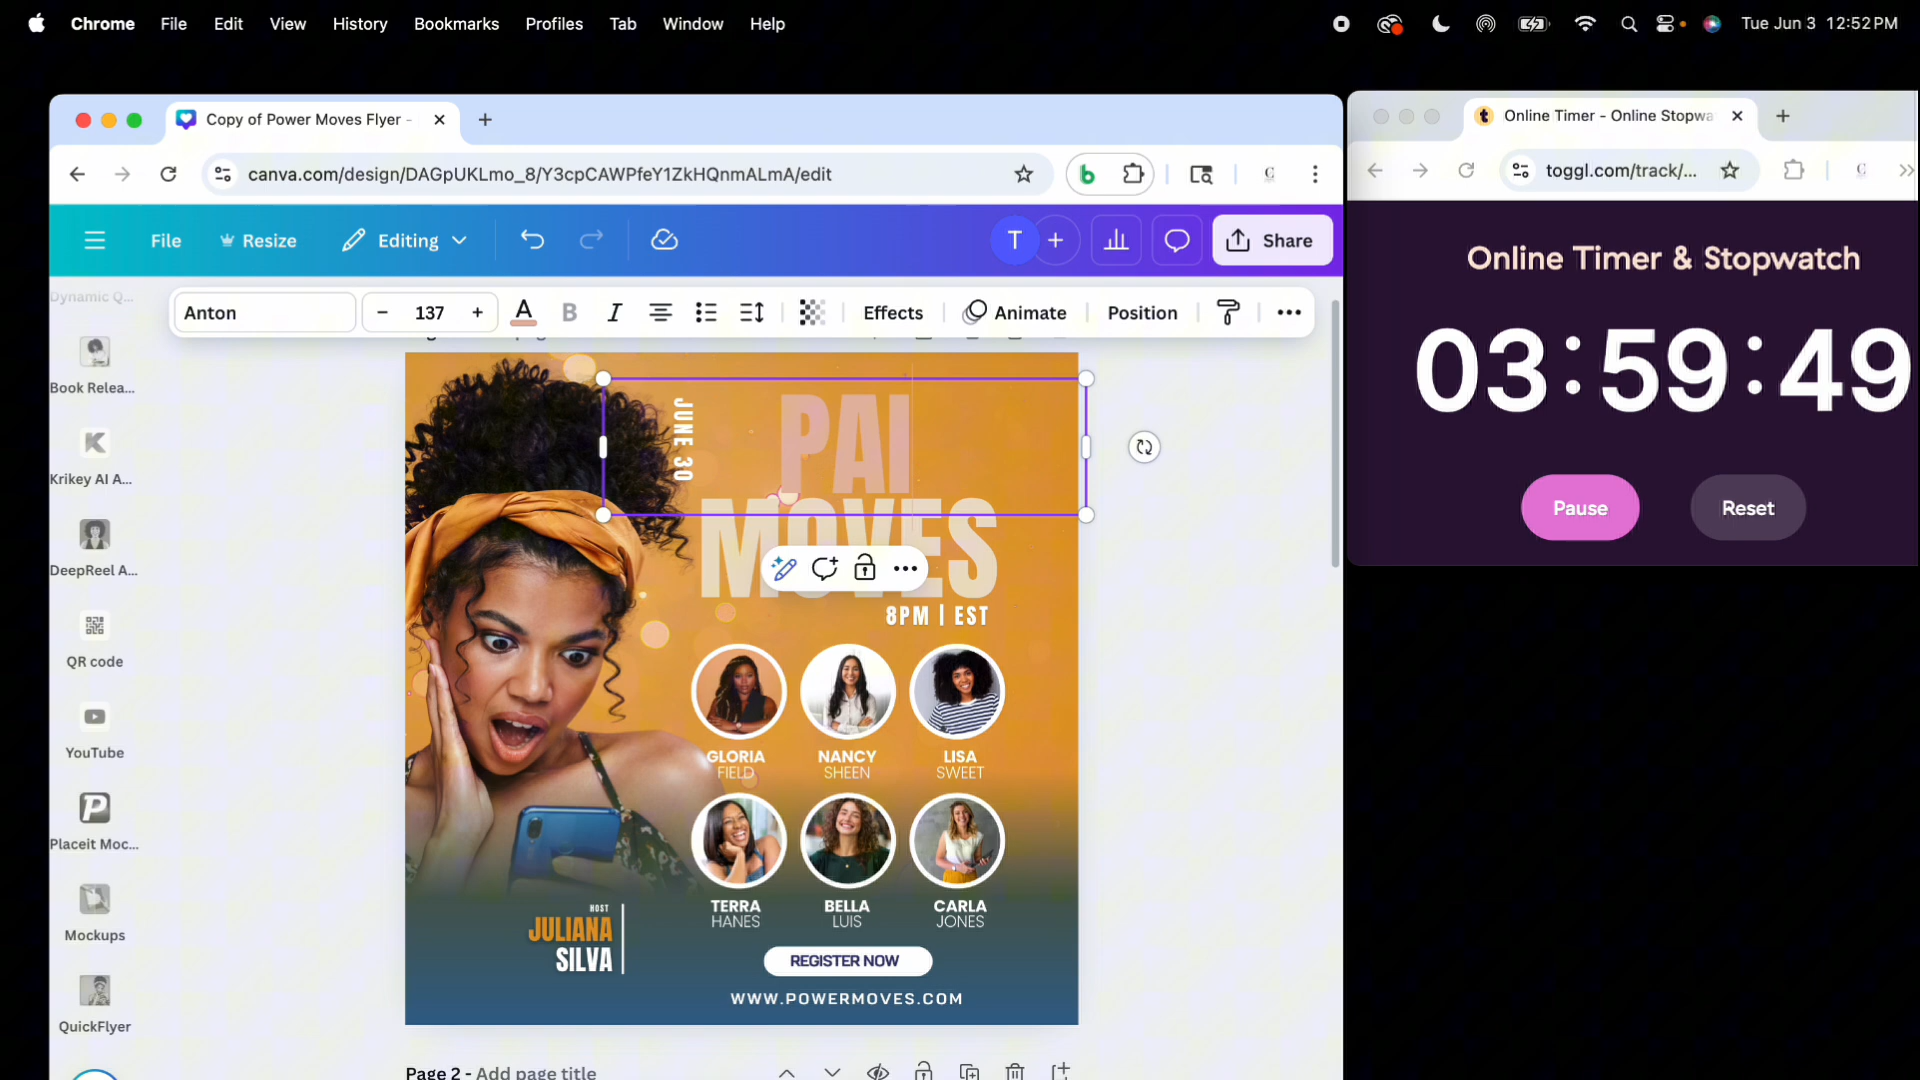 Chrome File Edit View History Bookmarks Profiles Tab Window Help
Tue Jun 3 12:52 PM
Copy of Power Moves Flyer -
canva.com/design/DAGpUKLmo_8/Y3cpCAWPfeY1ZkHQnmALmA/edit
File Resize Editing T Share
Anton 137 Effects Animate Position
Dynamic Q...
Book Relea...
Krikey AI A...
DeepReel A...
QR code
YouTube
Placeit Moc...
Mockups
QuickFlyer
JUNE 30
PAI
MOVES
8PM | EST
GLORIA NANCY LISA
FIELD SHEEN SWEET
TERRA BELLA CARLA
HANES LUIS JONES
HOST
JULIANA
SILVA
REGISTER NOW
WWW.POWERMOVES.COM
Page 2 - Add page title
Online Timer - Online Stopwa
toggl.com/track/...
Online Timer & Stopwatch
03:59:49
Pause Reset